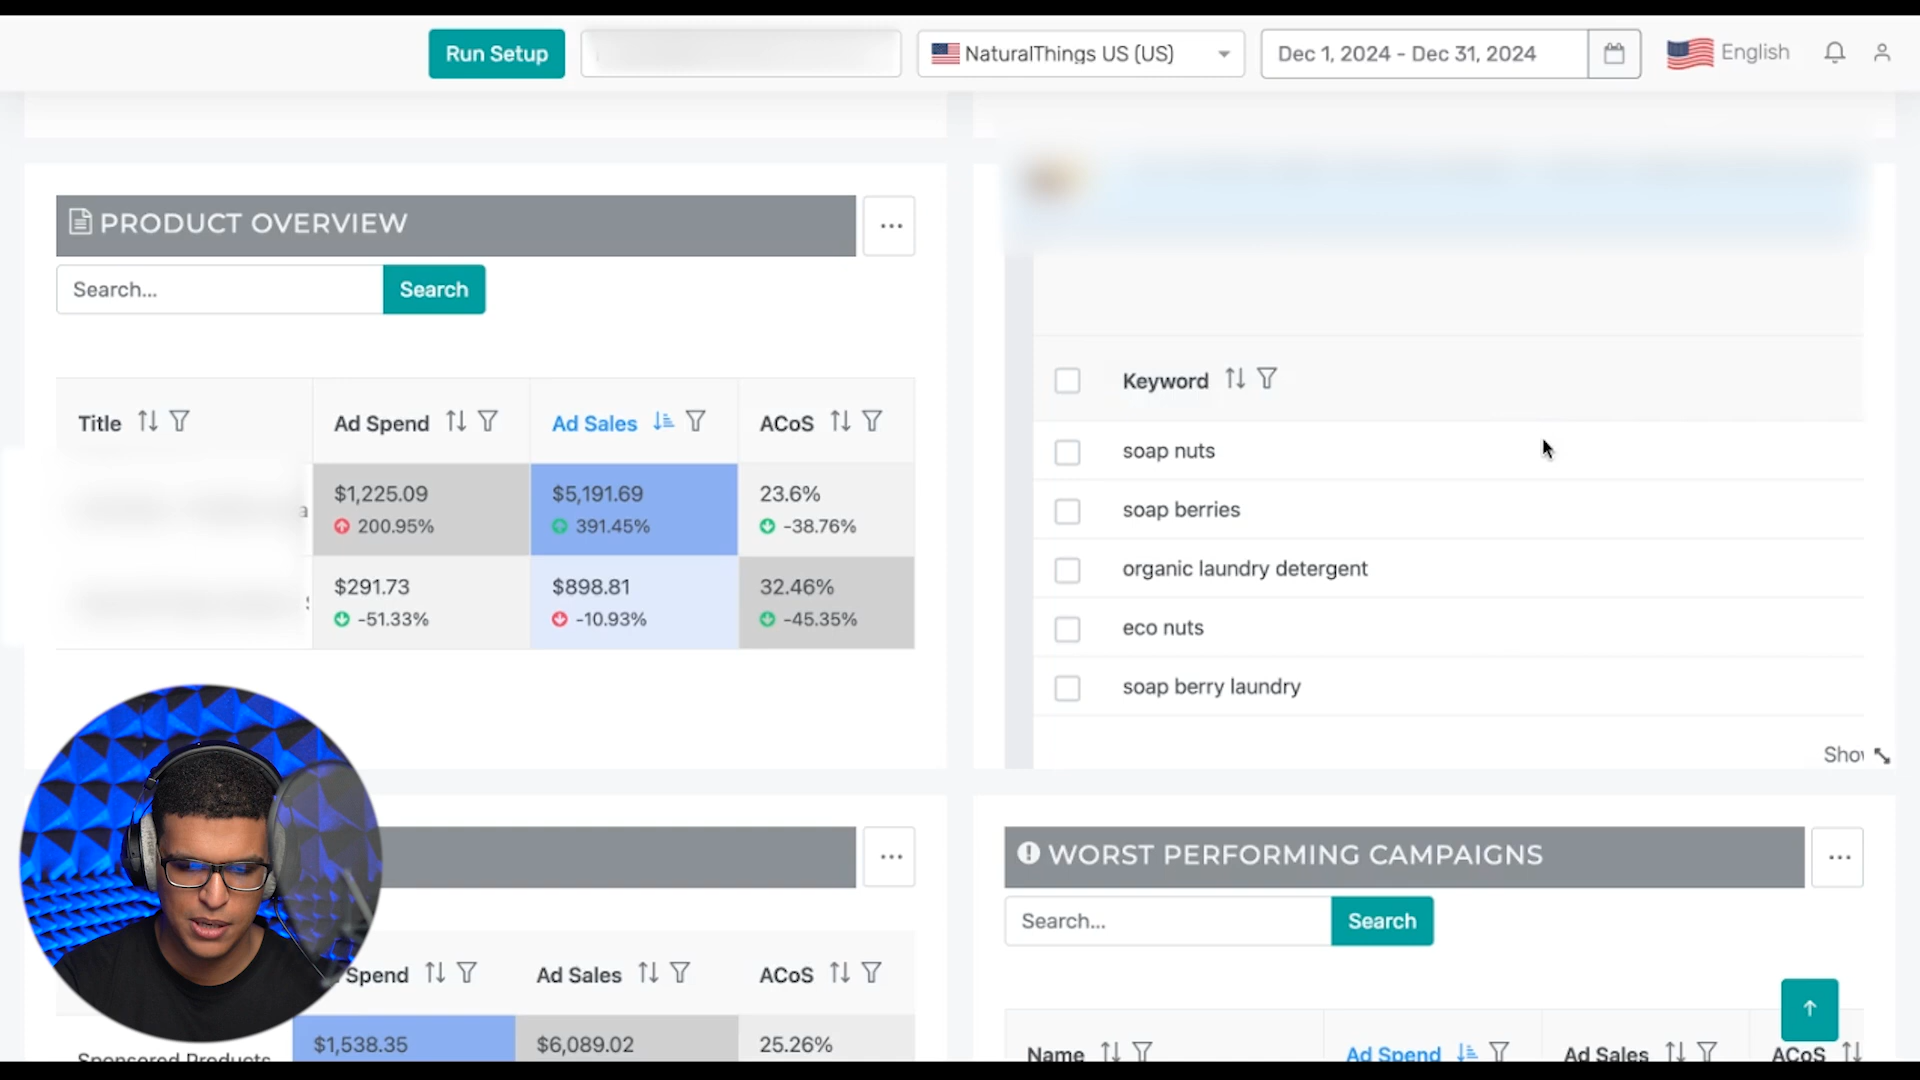 Run Setup
NaturalThings US (US)
Dec 1, 2024 - Dec 31, 2024
English
PRODUCT OVERVIEW
...
Search...
Search
Title
Ad Spend
Ad Sales
ACoS
$1,225.09
$5,191.69
23.6%
200.95%
391.45%
-38.76%
$291.73
$898.81
32.46%
-51.33%
-10.93%
-45.35%
Keyword
soap nuts
soap berries
organic laundry detergent
eco nuts
soap berry laundry
...
Spend
Ad Sales
ACoS
Sponsored Products
$1,538.35
$6,089.02
25.26%
WORST PERFORMING CAMPAIGNS
...
Search...
Search
Name
Ad Spend
Ad Sales
ACoS